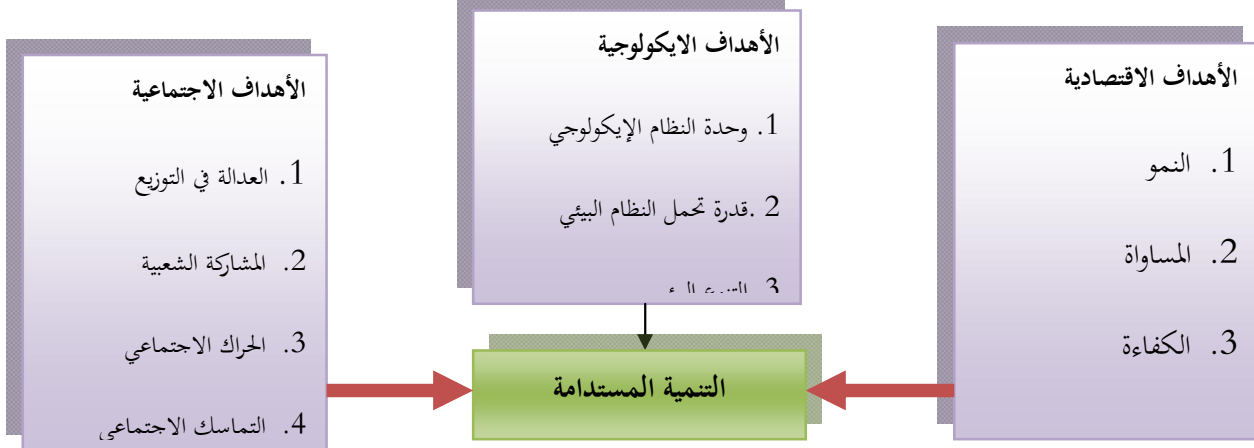 الأهداف الاقتصادية
1. النمو
2. المساواة
3. الكفاءة
الأهداف الايكولوجية
1. وحدة النظام الإيكولوجي
2 .قدرة تحمل النظام البيئي
3.
الأهداف الاجتماعية
1. العدالة في التوزيع
2. المشاركة الشعبية
3. الحراك الاجتماعي
4. التماسك الاجتماعي
التنمية المستدامة